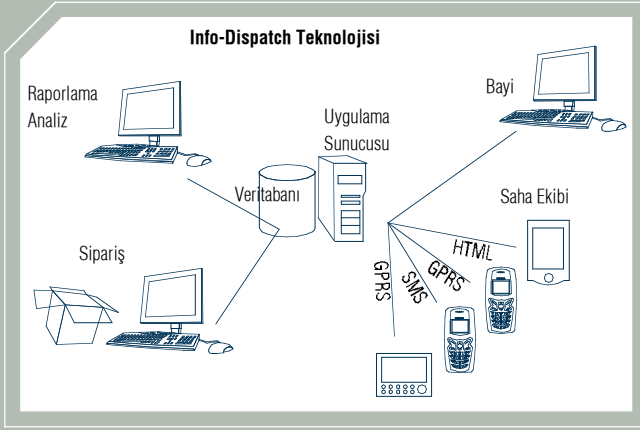 Info-Dispatch Teknolojisi
Raporlama
Analiz
Bayi
Uygulama
Sunucusu
Veritabanı
Saha Ekibi
Sipariş
HTML
GPRS
SMS
GPRS